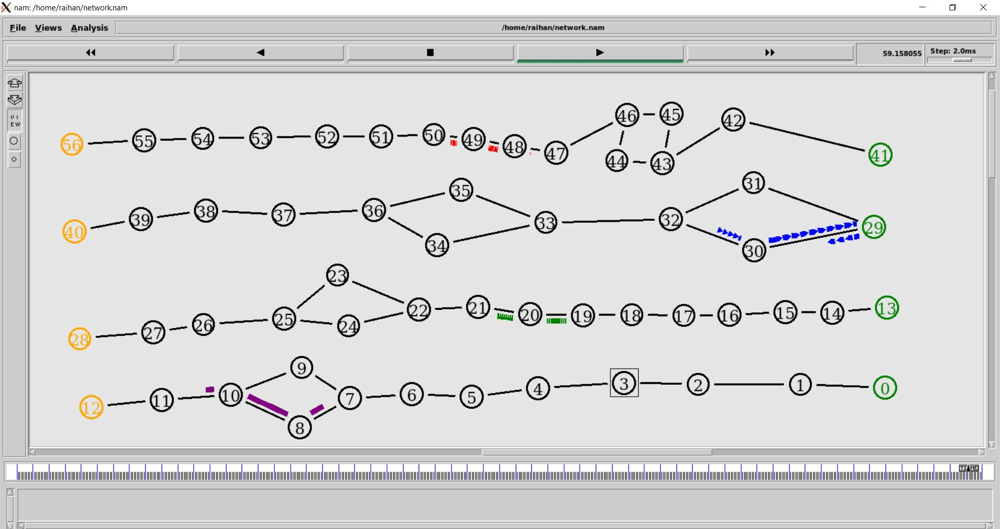 nam: /home/raihan/network.nam
File Views Analysis /home/raihan/network.nam
59.158055 Step: 2.0ms
VI
EW
46 45 42
56 55 54 53 52 51 50 49 48 47 44 43 41
35 31
40 39 38 37 36 33 32 29
34 30
23
28 27 26 25 24 22 21 20 19 18 17 16 15 14 13
9
12 11 10 7 6 5 4 3 2 1 0
8
TIME